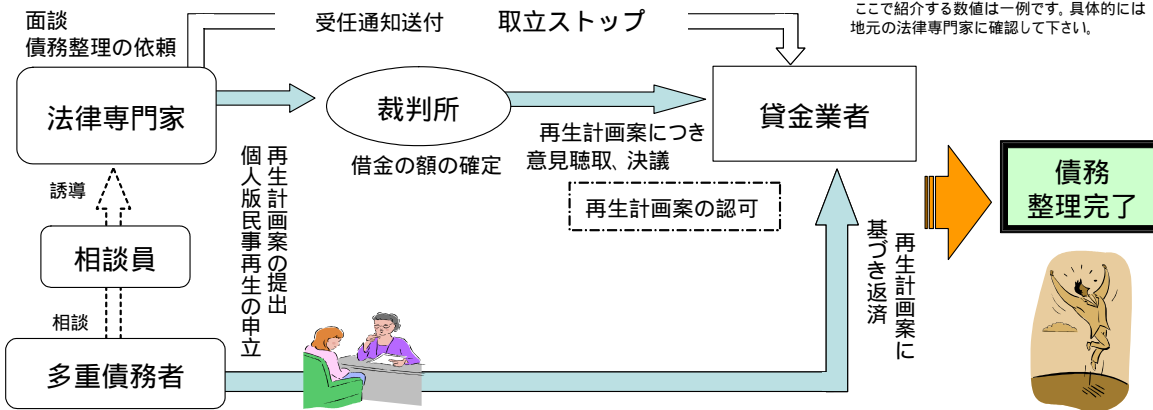 面談
債務整理の依頼
受任通知送付
取立ストップ
ここで紹介する数値は一例です。具体的には
地元の法律専門家に確認して下さい。
法律専門家
裁判所
貸金業者
借金の額の確定
再生計画案につき
意見聴取、決議
再生計画案の認可
誘導
相談員
相談
多重債務者
個人版民事再生の申立
再生計画案の提出
再生計画案に
基づき返済
債務
整理完了